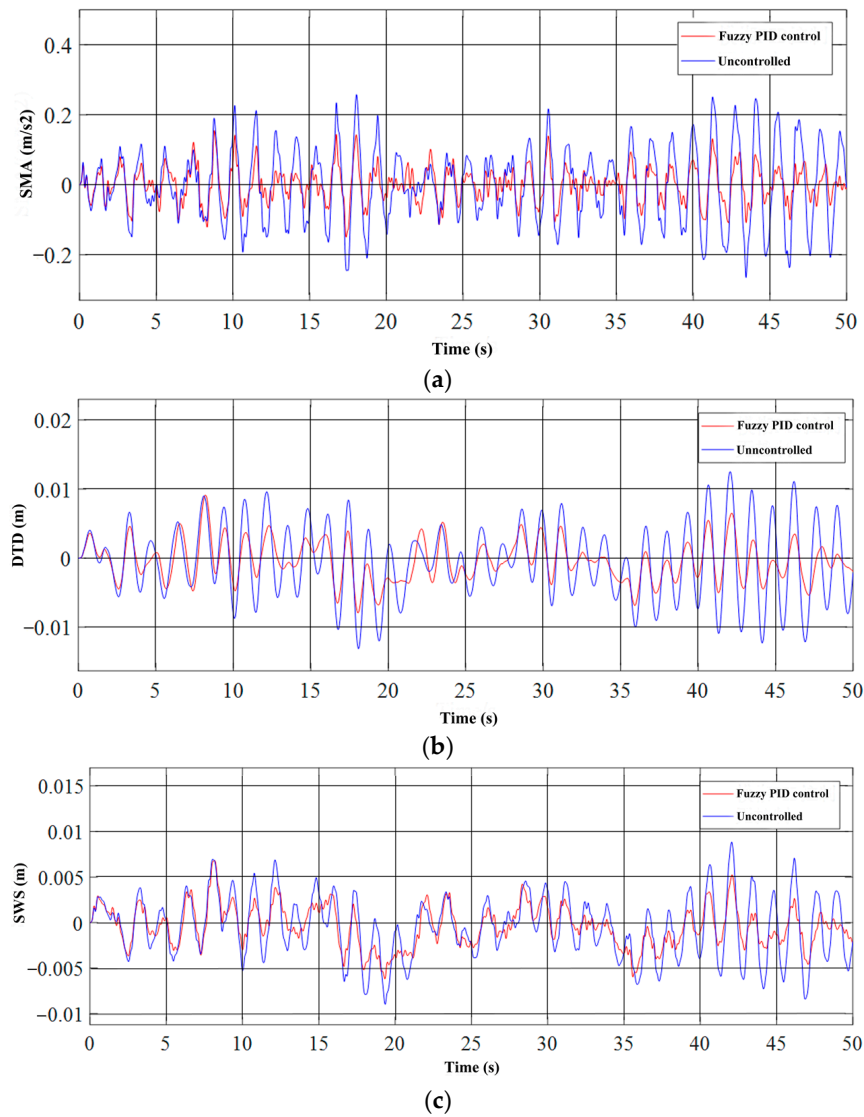 0.4
Fuzzy PID control
Uncontrolled
0.2
SMA (m/s2)
0
−0.2
0 5 10 15 20 25 30 35 40 45 50
Time (s)
(a)
0.02
Fuzzy PID control
Unncontrolled
0.01
DTD (m)
0
−0.01
0 5 10 15 20 25 30 35 40 45 50
Time (s)
(b)
0.015
Fuzzy PID control
Uncontrolled
0.01
0.005
SWS (m)
0
−0.005
−0.01
0 5 10 15 20 25 30 35 40 45 50
Time (s)
(c)